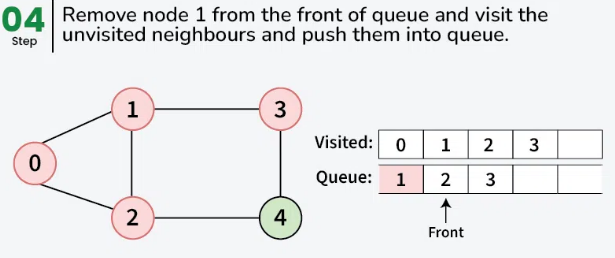 04
Step
Remove node 1 from the front of queue and visit the
unvisited neighbours and push them into queue.
1
3
0
2
4
Visited: 0 1 2 3
Queue: 1 2 3
Front